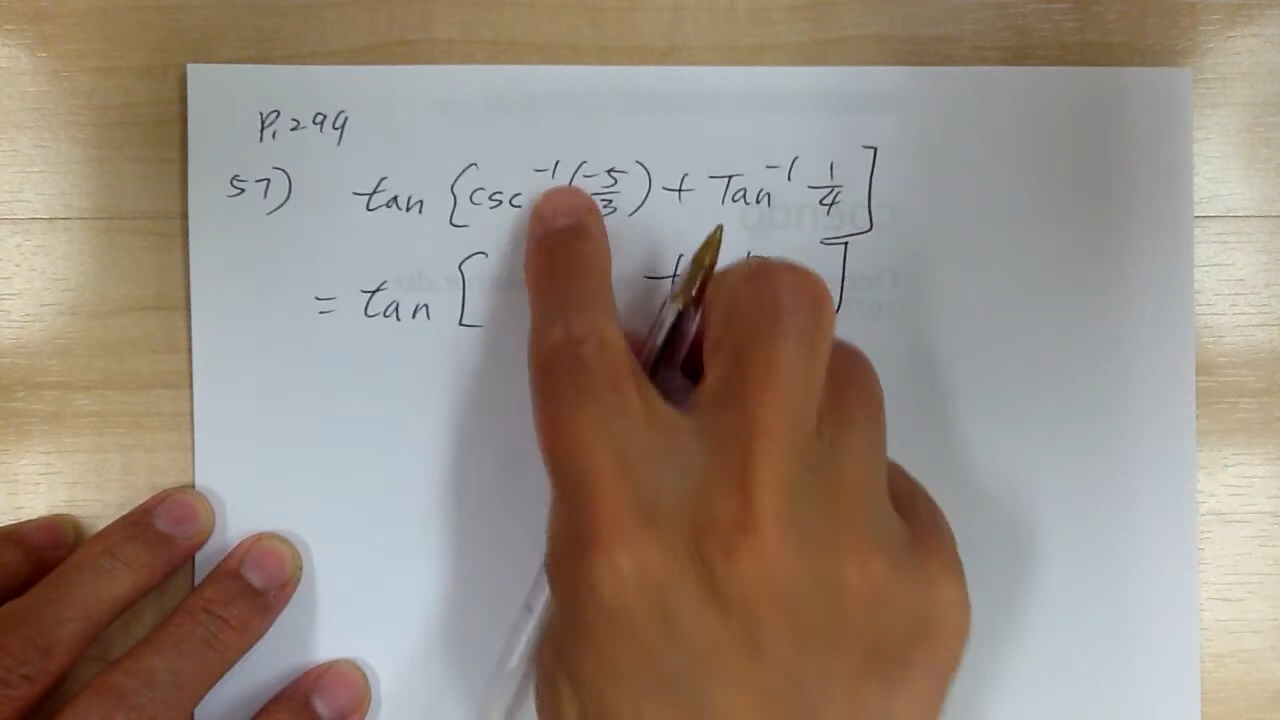 P. 299
57) tan [csc⁻¹(-5/3) + Tan⁻¹ 1/4]
= tan [ + ]